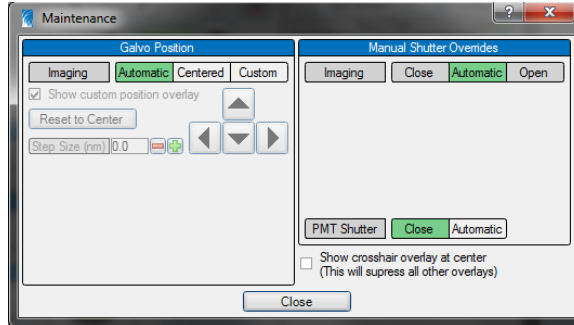 Maintenance
Galvo Position
Imaging Automatic Centered Custom
Show custom position overlay
Reset to Center
Step Size (nm) 0.0
Manual Shutter Overrides
Imaging Close Automatic Open
PMT Shutter Close Automatic
Show crosshair overlay at center
(This will supress all other overlays)
Close